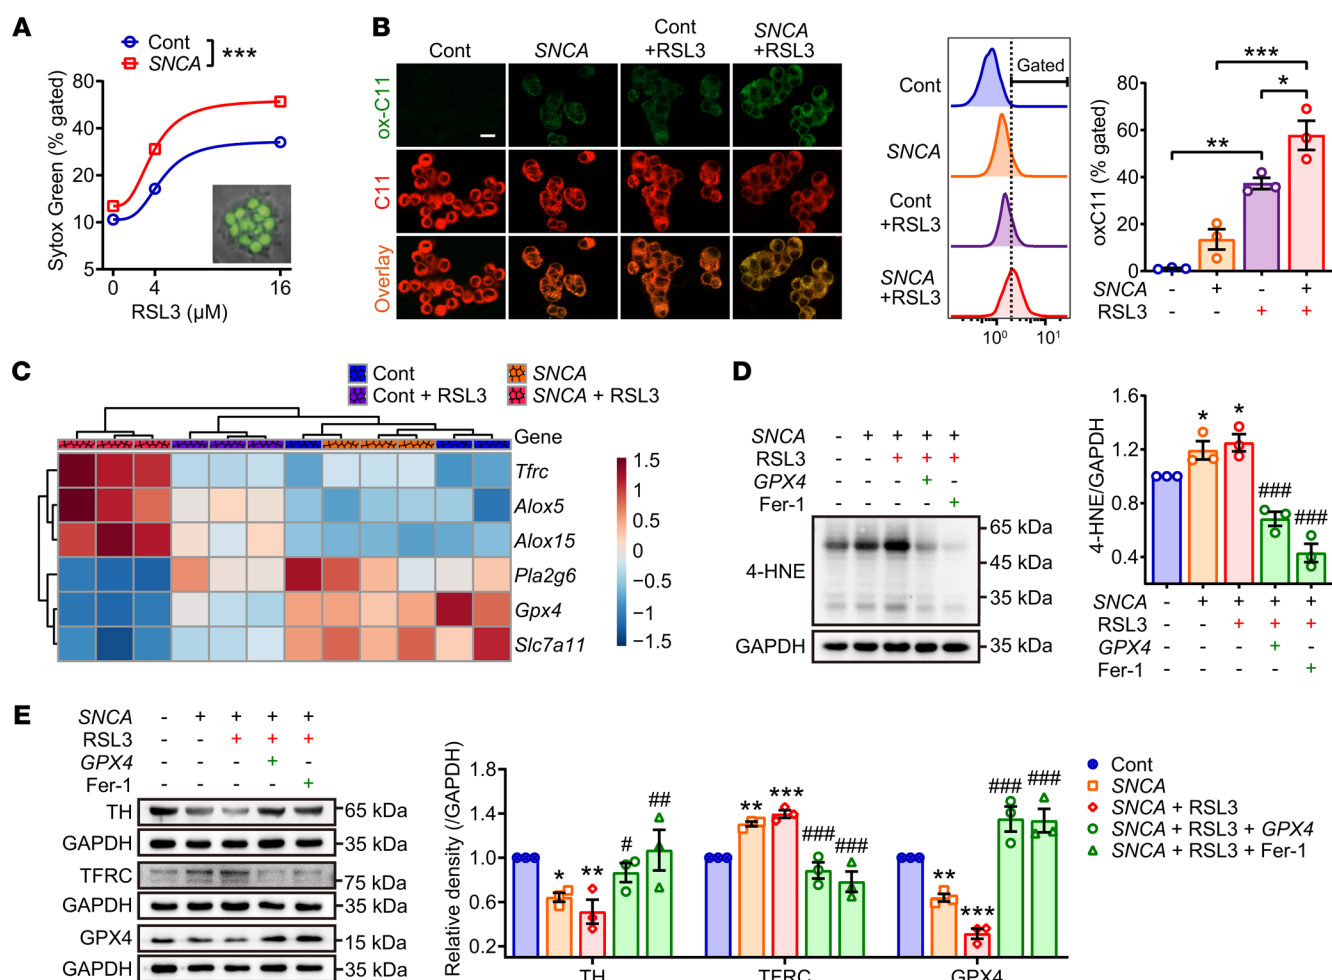 A
Cont
SNCA
***
Sytox Green (% gated)
80
40
20
10
5
0 4 16
RSL3 (μM)
B
Cont SNCA Cont +RSL3 SNCA +RSL3
ox-C11
C11
Overlay
Gated
Cont
SNCA
Cont +RSL3
SNCA +RSL3
10⁰ 10¹
oxC11 (% gated)
80
60
40
20
0
***
*
**
SNCA - + - +
RSL3 - - + +
C
Cont SNCA
Cont + RSL3 SNCA + RSL3
Gene
Tfrc
Alox5
Alox15
Pla2g6
Gpx4
Slc7a11
1.5
1
0.5
0
−0.5
−1
−1.5
D
SNCA - + + + +
RSL3 - - + + +
GPX4 - - - + -
Fer-1 - - - - +
4-HNE
65 kDa
45 kDa
35 kDa
GAPDH 35 kDa
4-HNE/GAPDH
1.6
1.2
0.8
0.4
* * ### ###
SNCA - + + + +
RSL3 - - + + +
GPX4 - - - + -
Fer-1 - - - - +
E
SNCA - + + + +
RSL3 - - + + +
GPX4 - - - + -
Fer-1 - - - - +
TH 65 kDa
GAPDH 35 kDa
TFRC 75 kDa
GAPDH 35 kDa
GPX4 15 kDa
GAPDH 35 kDa
Relative density (/GAPDH)
1.8
1.4
1.0
0.6
0.2
* ** # ##
** *** ### ###
** *** ### ###
TH TFRC GPX4
Cont
SNCA
SNCA + RSL3
SNCA + RSL3 + GPX4
SNCA + RSL3 + Fer-1